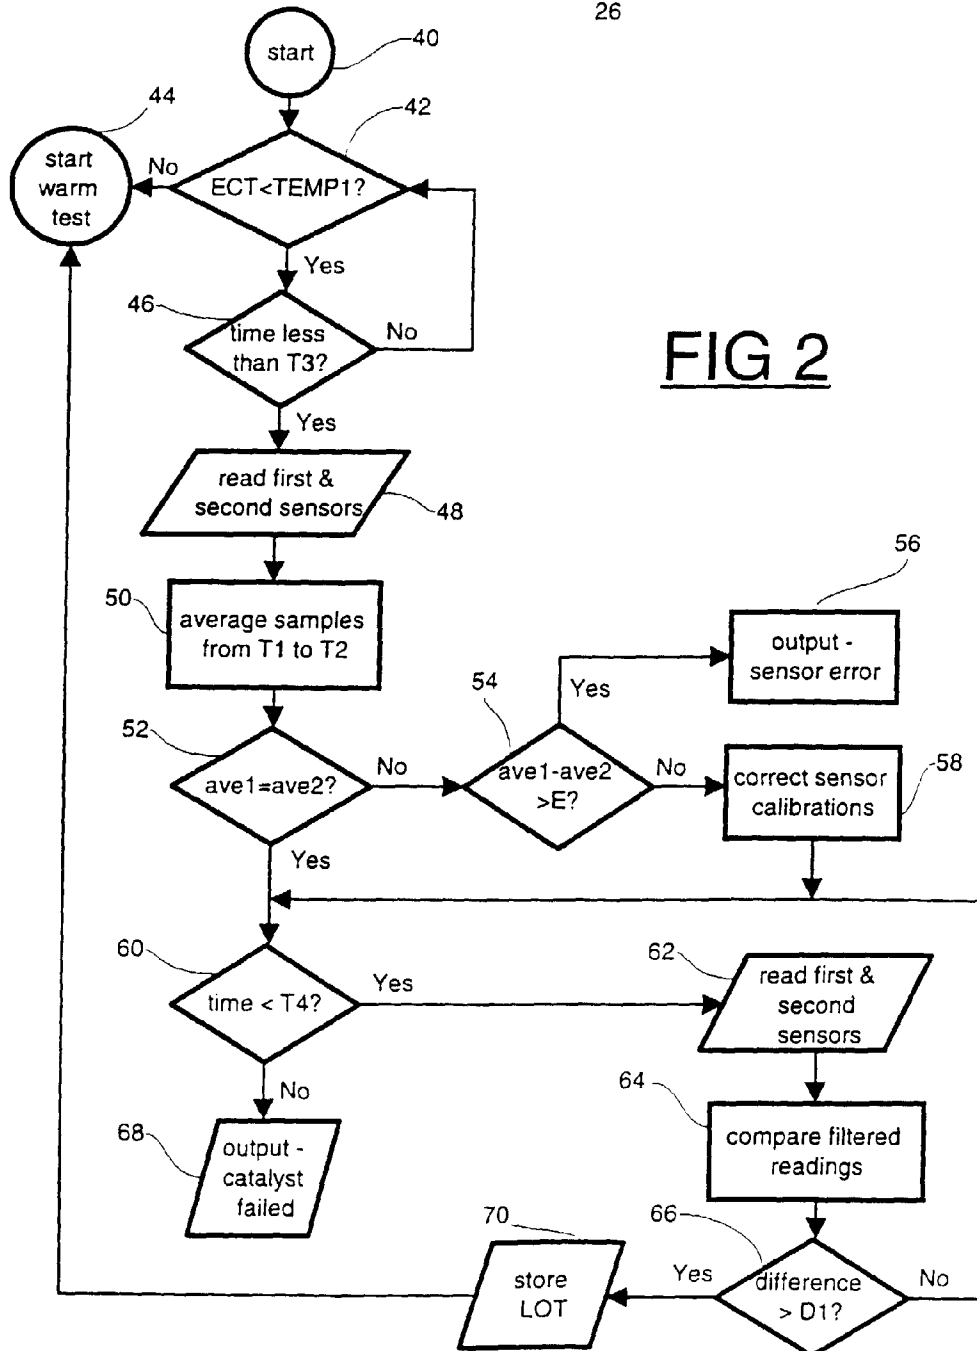 26
start
40
42
44
start
warm
test
No
ECT<TEMP1?
Yes
46
time less
than T3?
No
FIG 2
Yes
read first &
second sensors
48
50
average samples
from T1 to T2
56
output -
sensor error
54
Yes
52
ave1=ave2?
No
ave1-ave2
>E?
No
correct sensor
calibrations
58
Yes
60
time < T4?
Yes
62
read first &
second
sensors
No
64
compare filtered
readings
68
output -
catalyst
failed
70
store
LOT
66
Yes
difference
> D1?
No